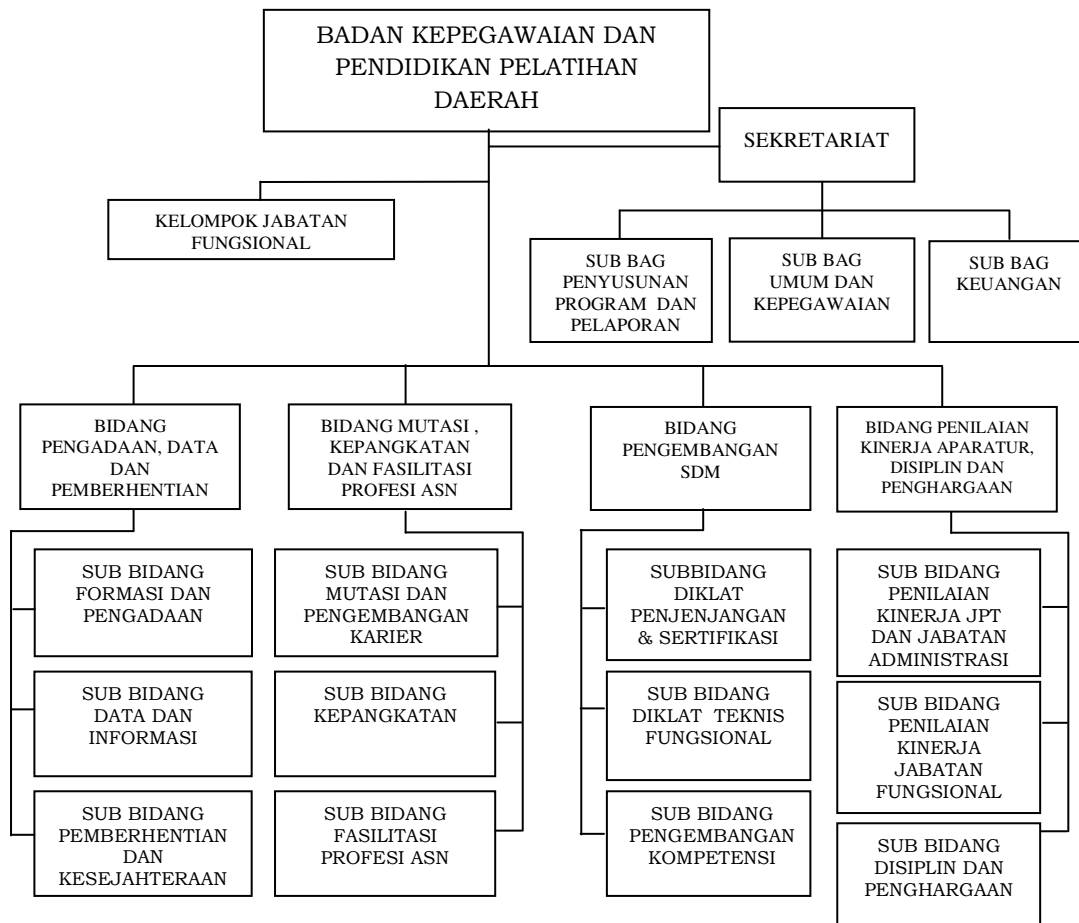 BADAN KEPEGAWAIAN DAN
PENDIDIKAN PELATIHAN
DAERAH
SEKRETARIAT
KELOMPOK JABATAN
FUNGSIONAL
SUB BAG
PENYUSUNAN
PROGRAM DAN
PELAPORAN
SUB BAG
UMUM DAN
KEPEGAWAIAN
SUB BAG
KEUANGAN
BIDANG
PENGADAAN, DATA
DAN
PEMBERHENTIAN
BIDANG MUTASI ,
KEPANGKATAN
DAN FASILITASI
PROFESI ASN
BIDANG
PENGEMBANGAN
SDM
BIDANG PENILAIAN
KINERJA APARATUR,
DISIPLIN DAN
PENGHARGAAN
SUB BIDANG
FORMASI DAN
PENGADAAN
SUB BIDANG
MUTASI DAN
PENGEMBANGAN
KARIER
SUBBIDANG
DIKLAT
PENJENJANGAN
& SERTIFIKASI
SUB BIDANG
PENILAIAN
KINERJA JPT
DAN JABATAN
ADMINISTRASI
SUB BIDANG
DATA DAN
INFORMASI
SUB BIDANG
KEPANGKATAN
SUB BIDANG
DIKLAT TEKNIS
FUNGSIONAL
SUB BIDANG
PENILAIAN
KINERJA
JABATAN
FUNGSIONAL
SUB BIDANG
PEMBERHENTIAN
DAN
KESEJAHTERAAN
SUB BIDANG
FASILITASI
PROFESI ASN
SUB BIDANG
PENGEMBANGAN
KOMPETENSI
SUB BIDANG
DISIPLIN DAN
PENGHARGAAN